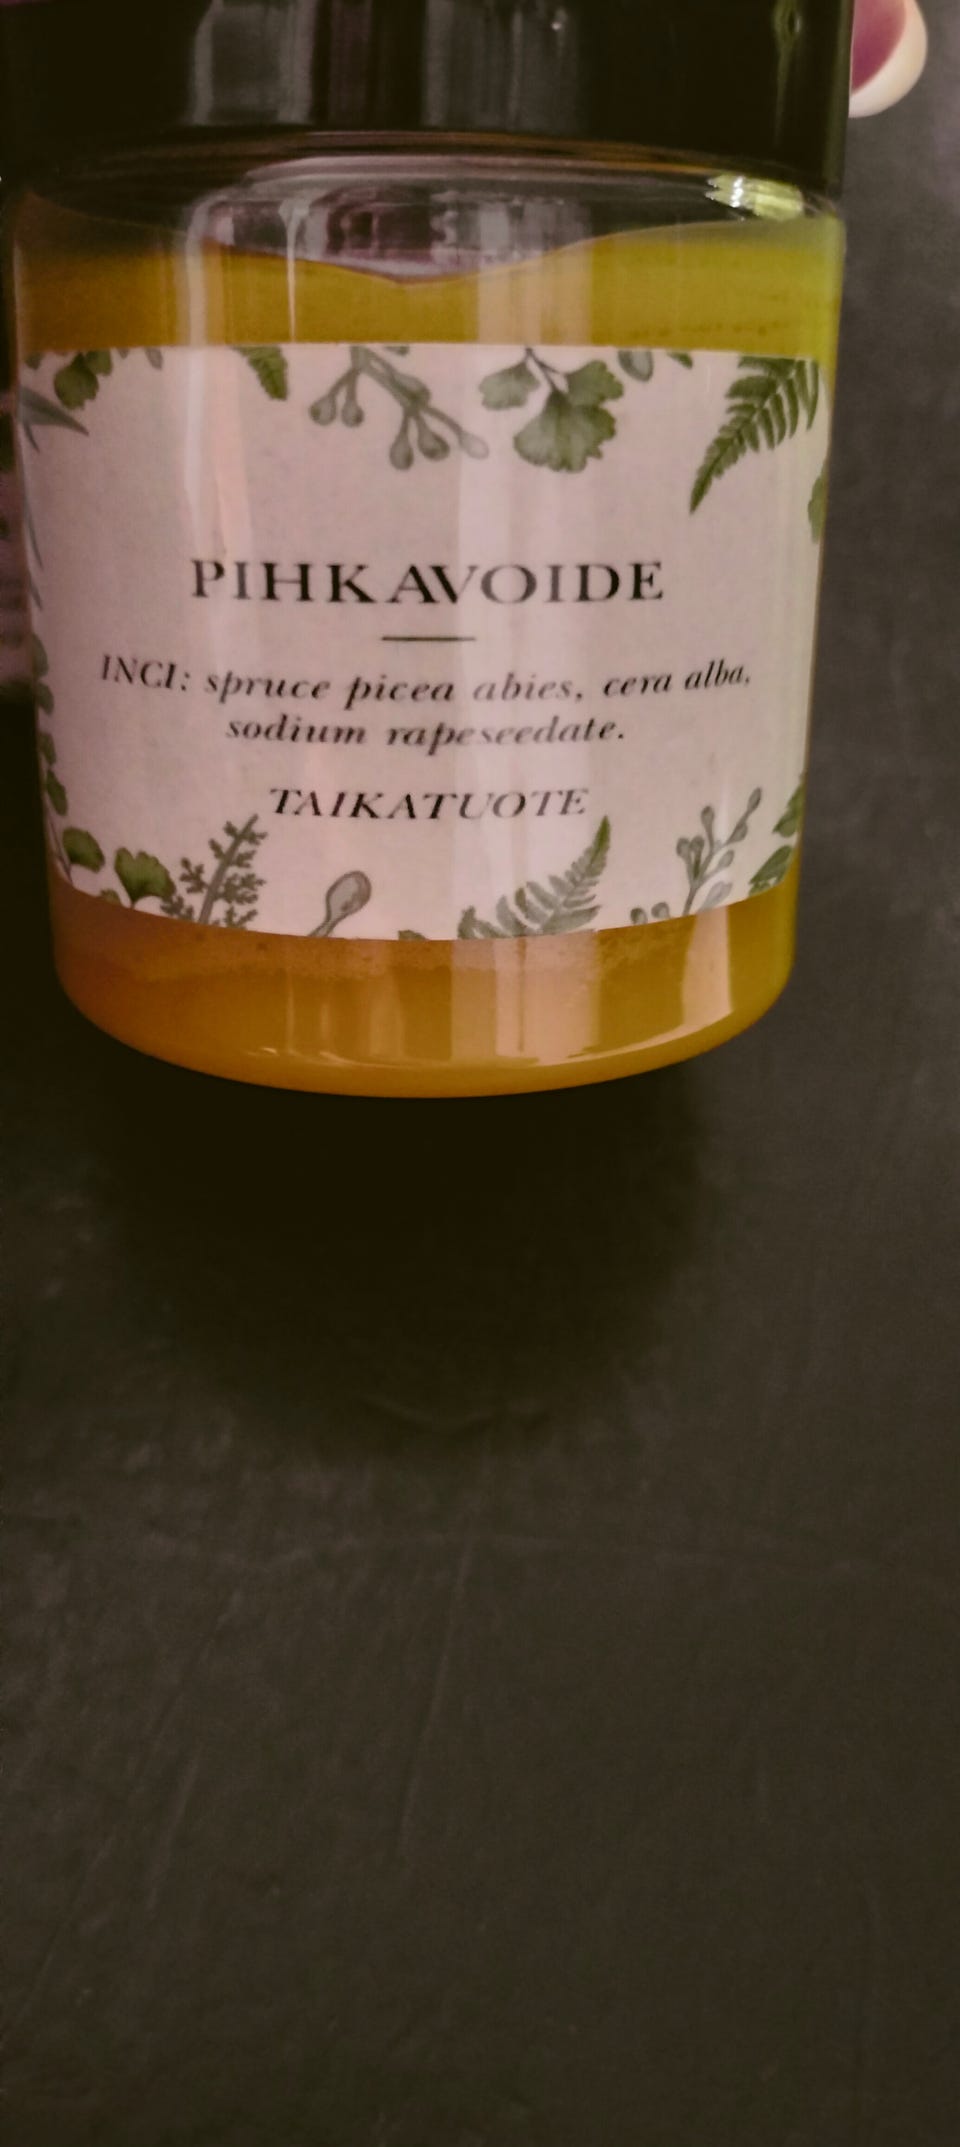 PIHKAVOIDE
INCI: spruce picea abies, cera alba,
sodium rapeseedate.
TAIKATUOTE